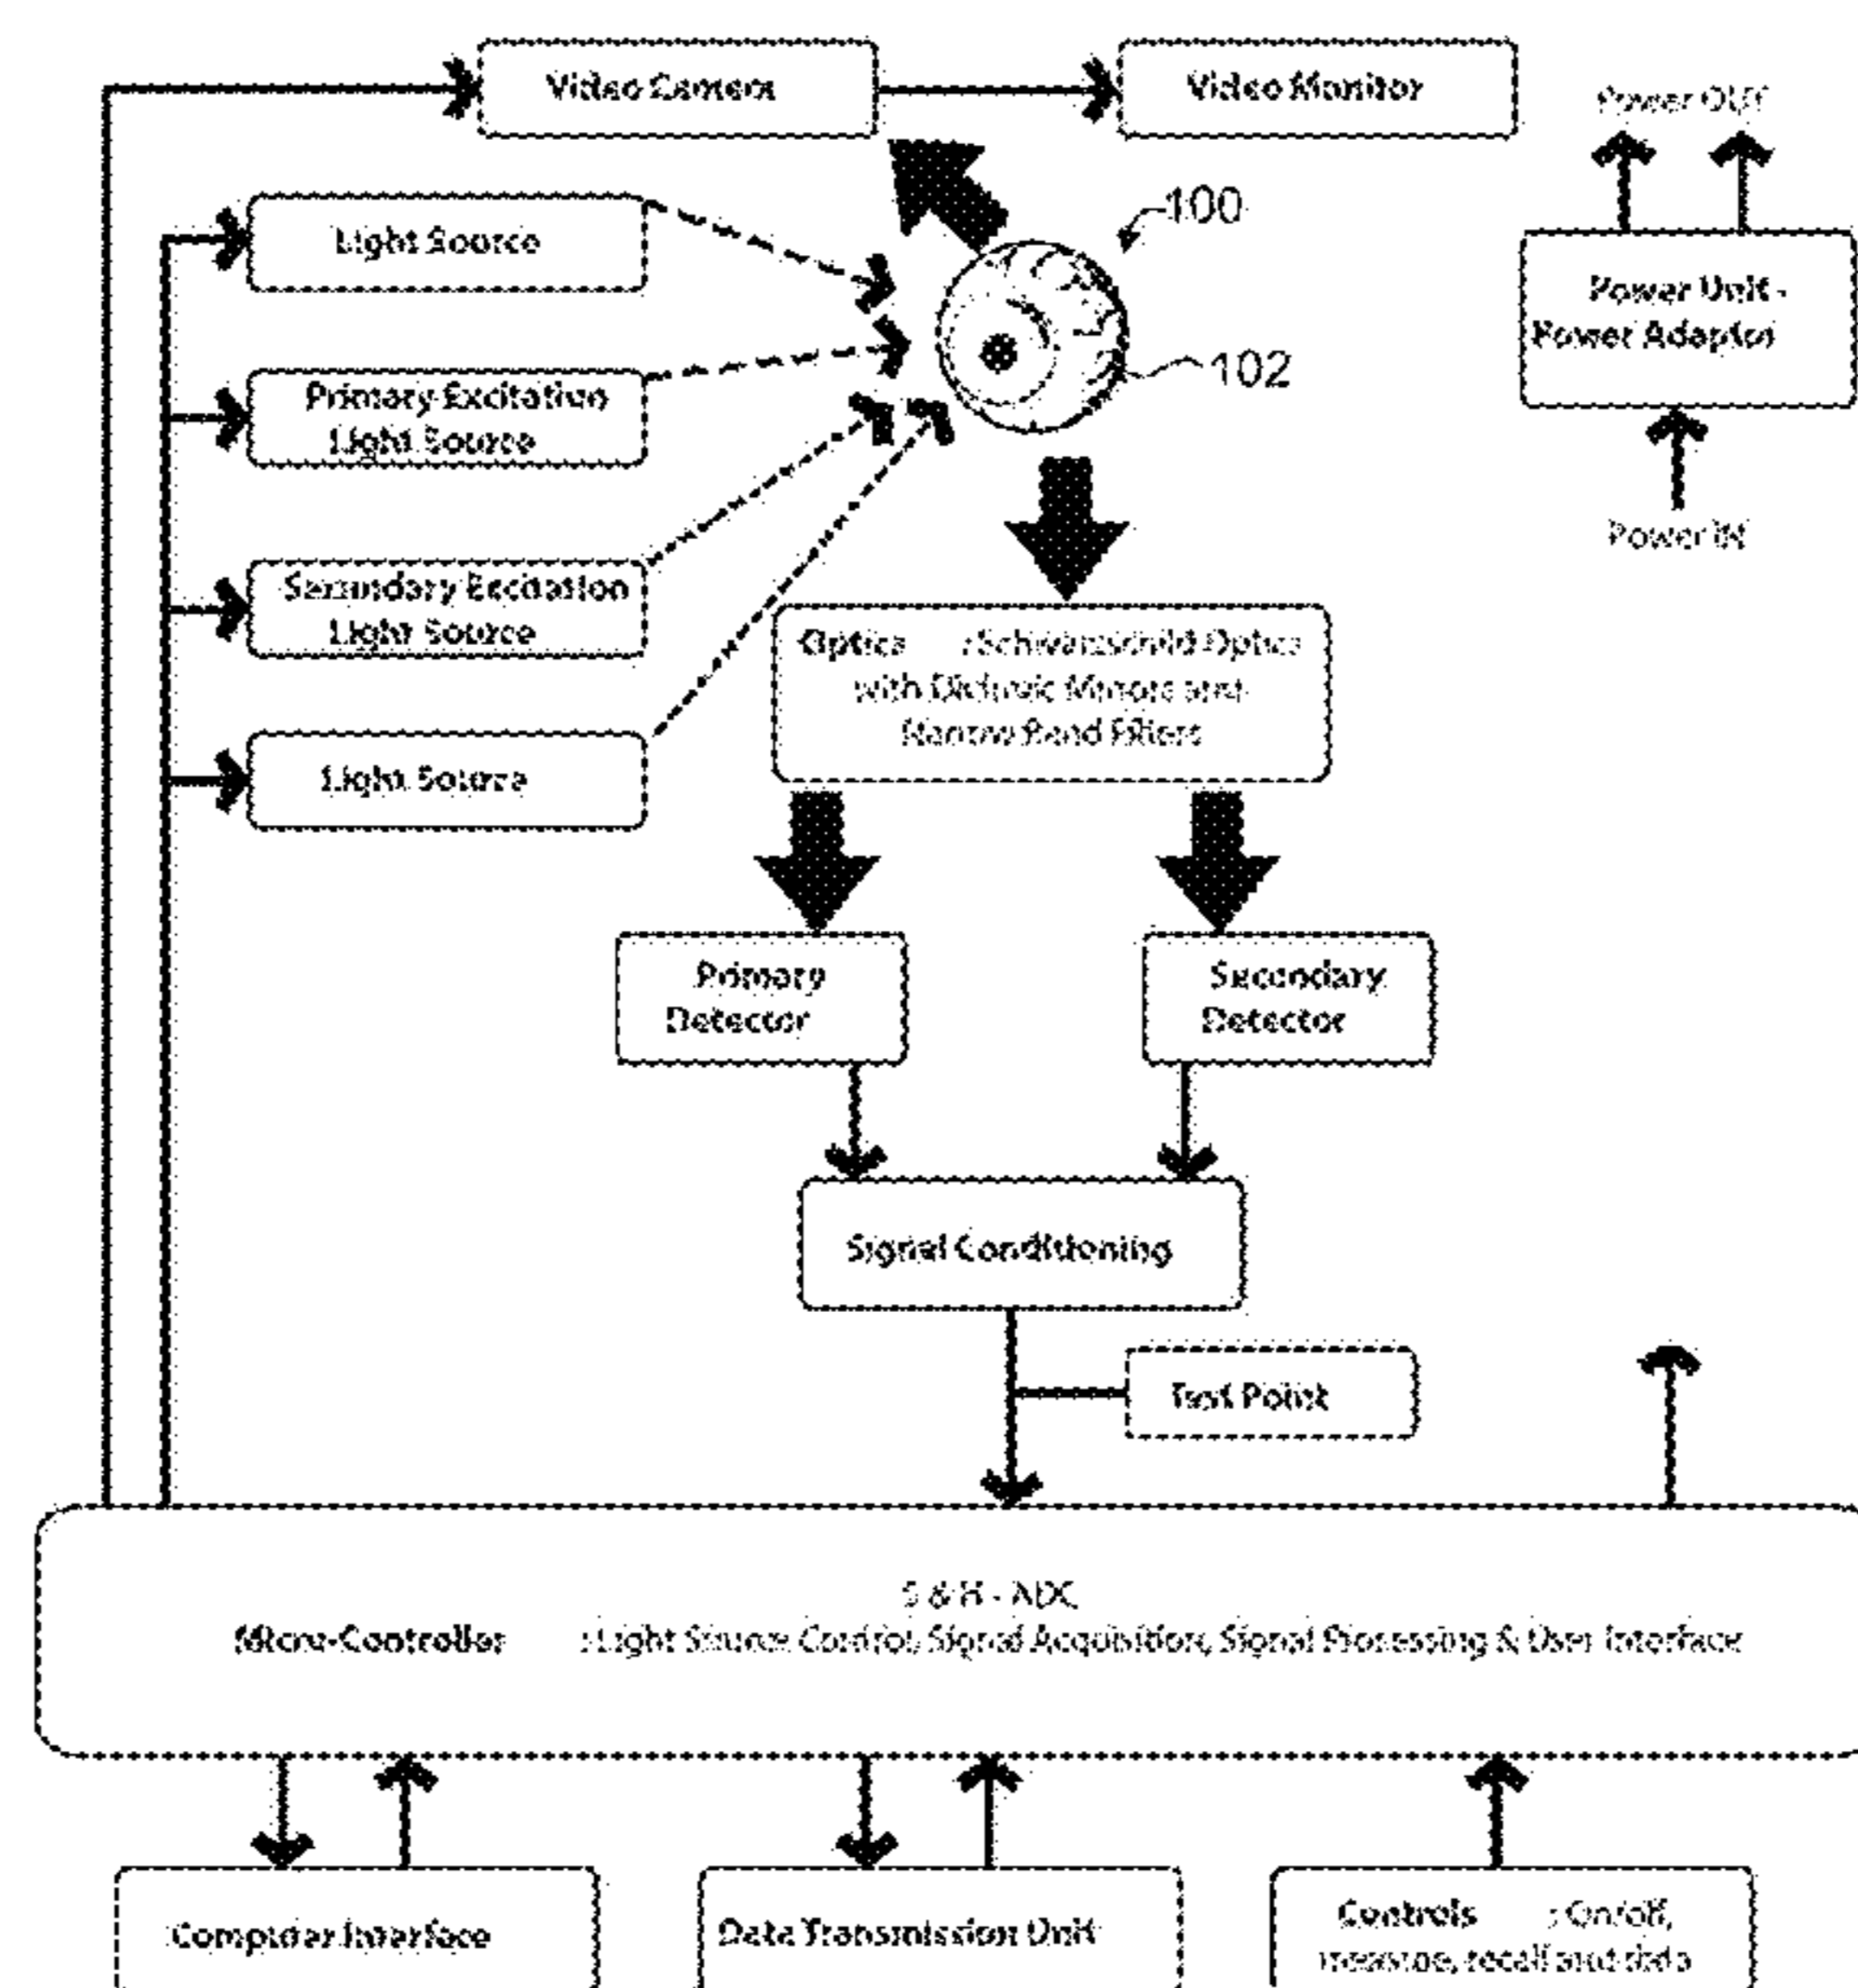 Video Camera
Video Monitor
Power OUT
Light Source
100
Power Unit -
Power Adaptor
102
Primary Excitation
Light Source
Power IN
Secondary Excitation
Light Source
Optics : Schwarzschild Optics
with Dichroic Mirrors and
Narrow Band Filters
Light Source
Primary
Detector
Secondary
Detector
Signal Conditioning
Test Point
S & H - ADC
Micro-Controller : Light Source Control, Signal Acquisition, Signal Processing & User Interface
Computer Interface
Data Transmission Unit
Controls : On/off,
measure, recall and data